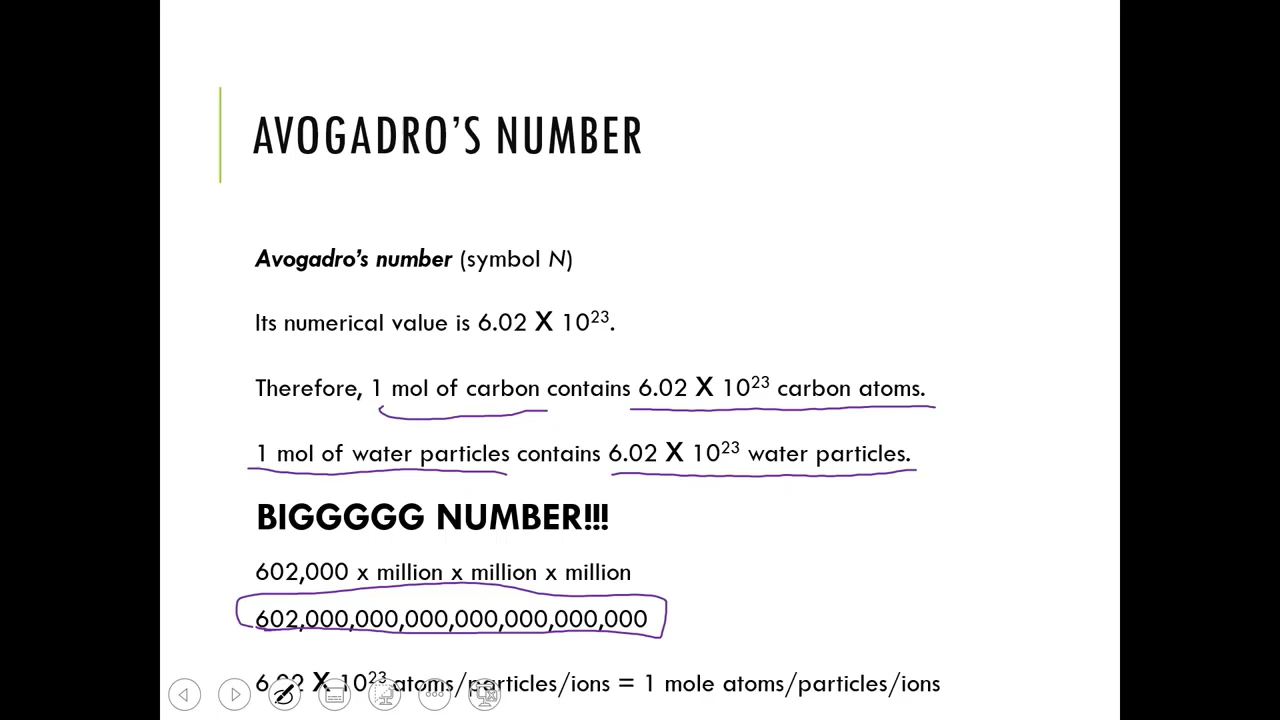 AVOGADRO'S NUMBER
Avogadro's number (symbol N)
Its numerical value is 6.02 X 10²³.
Therefore, 1 mol of carbon contains 6.02 X 10²³ carbon atoms.
1 mol of water particles contains 6.02 X 10²³ water particles.
BIGGGGG NUMBER!!!
602,000 x million x million x million
602,000,000,000,000,000,000,000
6.02 X 10²³ atoms/particles/ions = 1 mole atoms/particles/ions